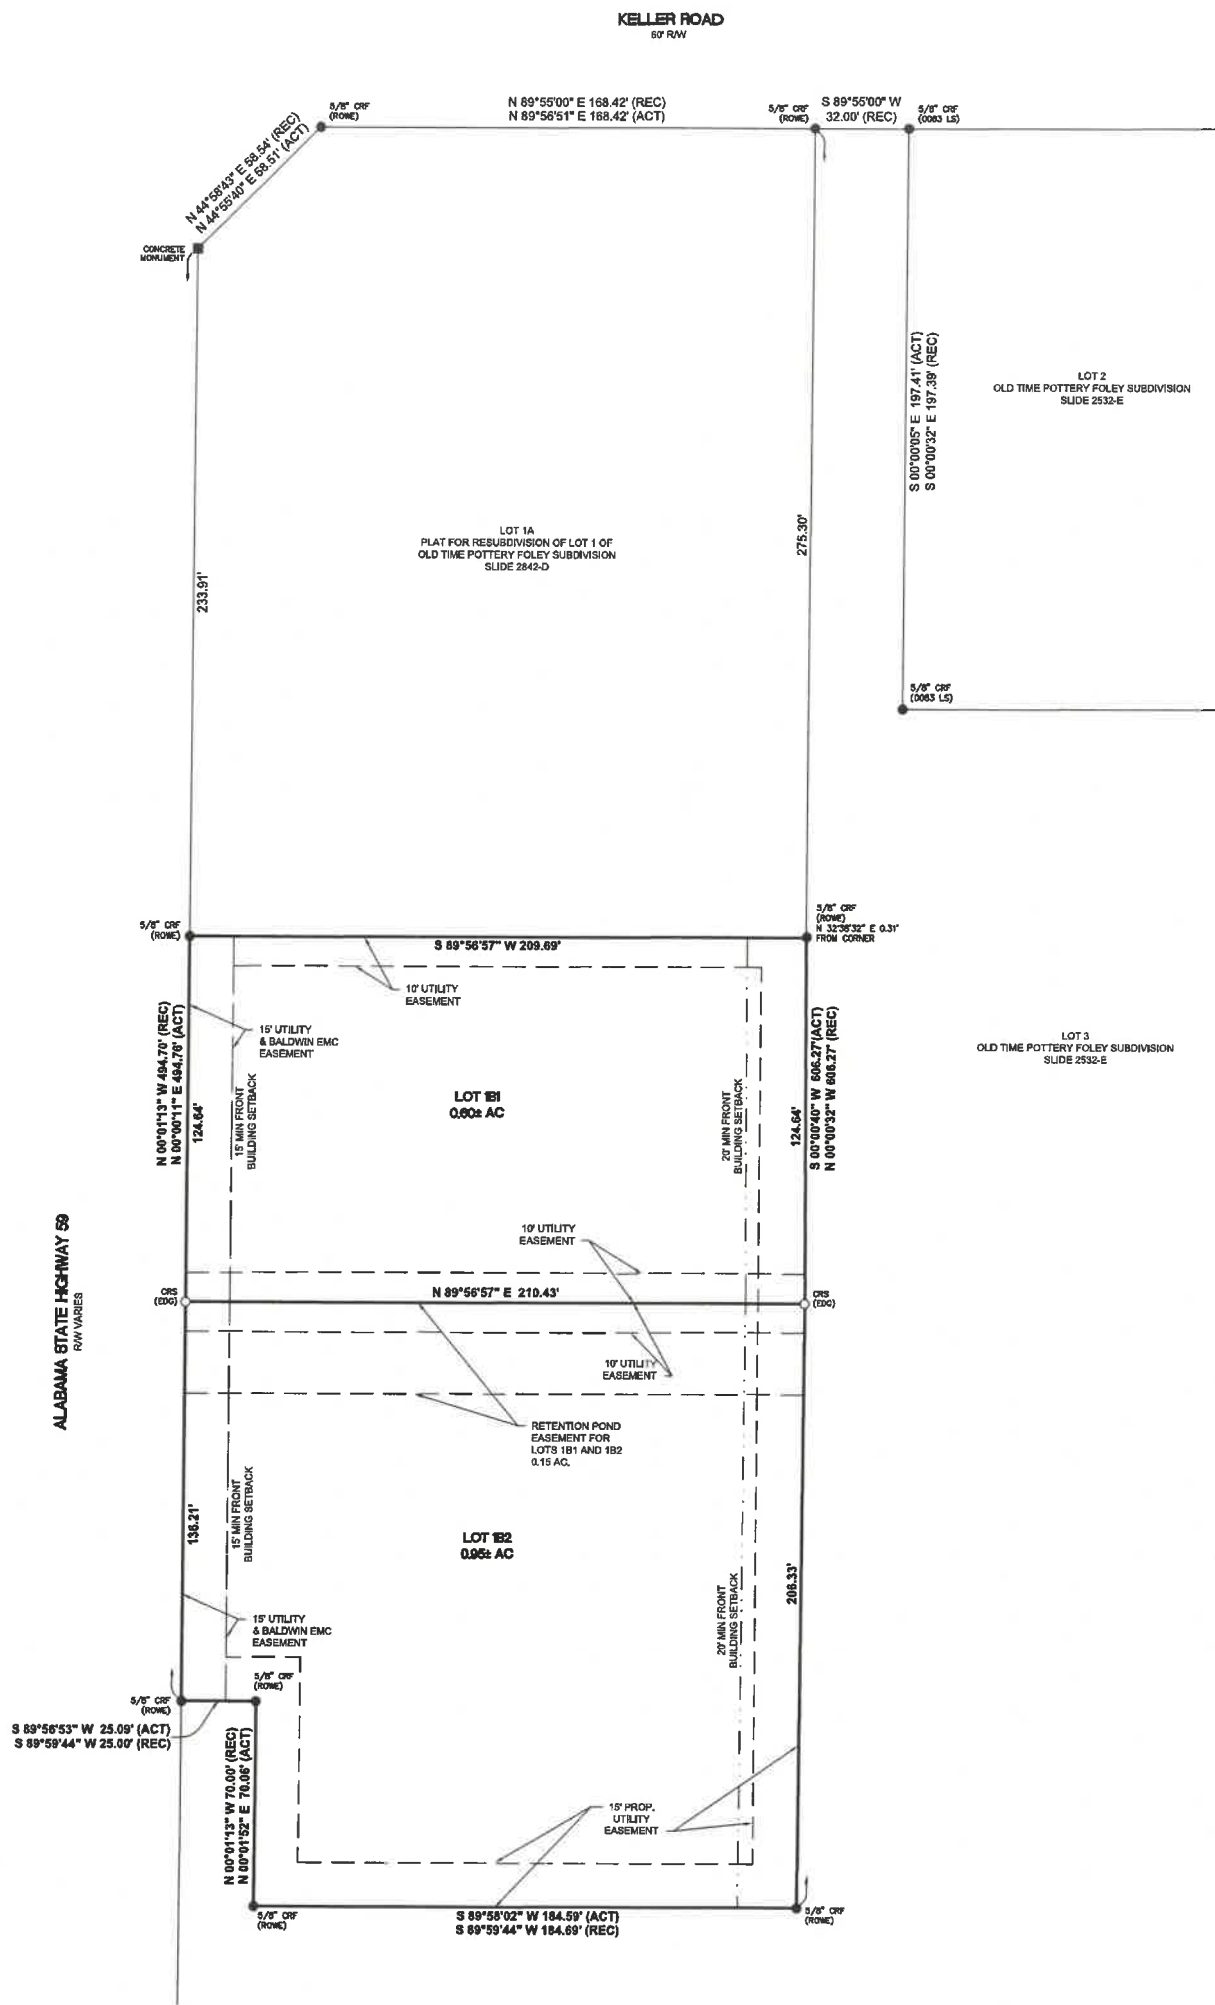 KELLER ROAD
60' R/W
5/8" CRF
(ROWE)
N 89°55'00" E 168.42' (REC)
N 89°56'51" E 168.42' (ACT)
5/8" CRF
(ROWE)
S 89°55'00" W
32.00' (REC)
5/8" CRF
(0083 LS)
N 44°58'43" E 58.54' (REC)
N 44°55'40" E 58.51' (ACT)
CONCRETE
MONUMENT
S 00°00'05" E 197.41' (ACT)
S 00°00'32" E 197.39' (REC)
LOT 2
OLD TIME POTTERY FOLEY SUBDIVISION
SLIDE 2532-E
LOT 1A
PLAT FOR RESUBDIVISION OF LOT 1 OF
OLD TIME POTTERY FOLEY SUBDIVISION
SLIDE 2842-D
233.91'
275.30'
5/8" CRF
(0083 LS)
5/8" CRF
(ROWE)
5/8" CRF
(ROWE)
N 32°38'32" E 0.31'
FROM CORNER
S 89°56'57" W 209.69'
10' UTILITY
EASEMENT
15' UTILITY
& BALDWIN EMC
EASEMENT
N 00°01'13" W 494.70' (REC)
N 00°00'11" E 494.76' (ACT)
124.64'
15' MIN FRONT
BUILDING SETBACK
LOT 1B1
0.60± AC
20' MIN FRONT
BUILDING SETBACK
124.64'
S 00°00'40" W 606.27' (ACT)
N 00°00'32" W 606.27' (REC)
LOT 3
OLD TIME POTTERY FOLEY SUBDIVISION
SLIDE 2532-E
ALABAMA STATE HIGHWAY 59
R/W VARIES
10' UTILITY
EASEMENT
CRS
(EDG)
N 89°56'57" E 210.43'
CRS
(EDG)
10' UTILITY
EASEMENT
RETENTION POND
EASEMENT FOR
LOTS 1B1 AND 1B2
0.15 AC.
136.21'
15' MIN FRONT
BUILDING SETBACK
LOT 1B2
0.95± AC
206.33'
20' MIN FRONT
BUILDING SETBACK
15' UTILITY
& BALDWIN EMC
EASEMENT
5/8" CRF
(ROWE)
5/8" CRF
(ROWE)
S 89°56'53" W 25.09' (ACT)
S 89°59'44" W 25.00' (REC)
N 00°01'13" W 70.00' (REC)
N 00°01'52" E 70.06' (ACT)
15' PROP.
UTILITY
EASEMENT
5/8" CRF
(ROWE)
S 89°58'02" W 184.59' (ACT)
S 89°59'44" W 184.69' (REC)
5/8" CRF
(ROWE)